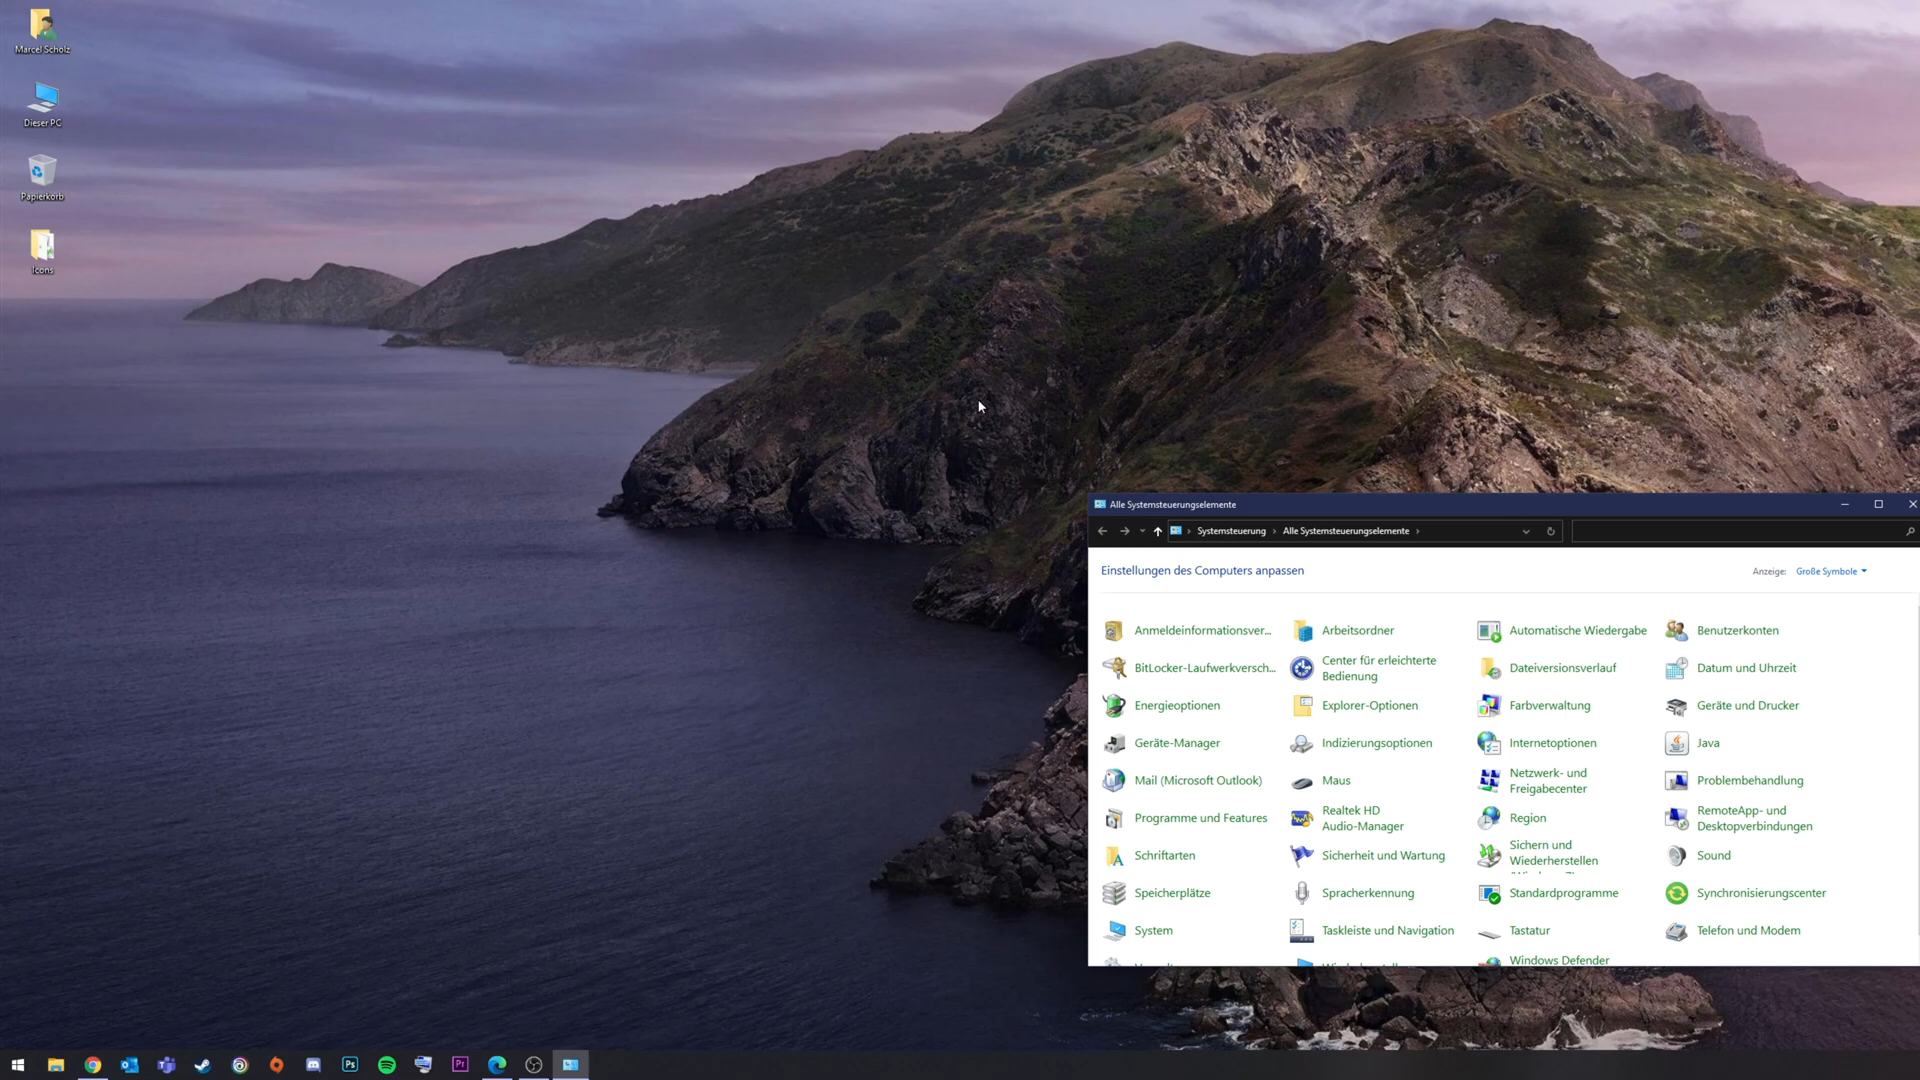 Marcel Scholz
Dieser PC
Papierkorb
Icons
Alle Systemsteuerungselemente
Systemsteuerung
Alle Systemsteuerungselemente
Einstellungen des Computers anpassen
Anzeige:
Große Symbole
Anmeldeinformationsver...
Arbeitsordner
Automatische Wiedergabe
Benutzerkonten
BitLocker-Laufwerkversch...
Center für erleichterte
Bedienung
Dateiversionsverlauf
Datum und Uhrzeit
Energieoptionen
Explorer-Optionen
Farbverwaltung
Geräte und Drucker
Geräte-Manager
Indizierungsoptionen
Internetoptionen
Java
Mail (Microsoft Outlook)
Maus
Netzwerk- und
Freigabecenter
Problembehandlung
Programme und Features
Realtek HD
Audio-Manager
Region
RemoteApp- und
Desktopverbindungen
Schriftarten
Sicherheit und Wartung
Sichern und
Wiederherstellen
Sound
Speicherplätze
Spracherkennung
Standardprogramme
Synchronisierungscenter
System
Taskleiste und Navigation
Tastatur
Telefon und Modem
Windows Defender
Ps
Pr